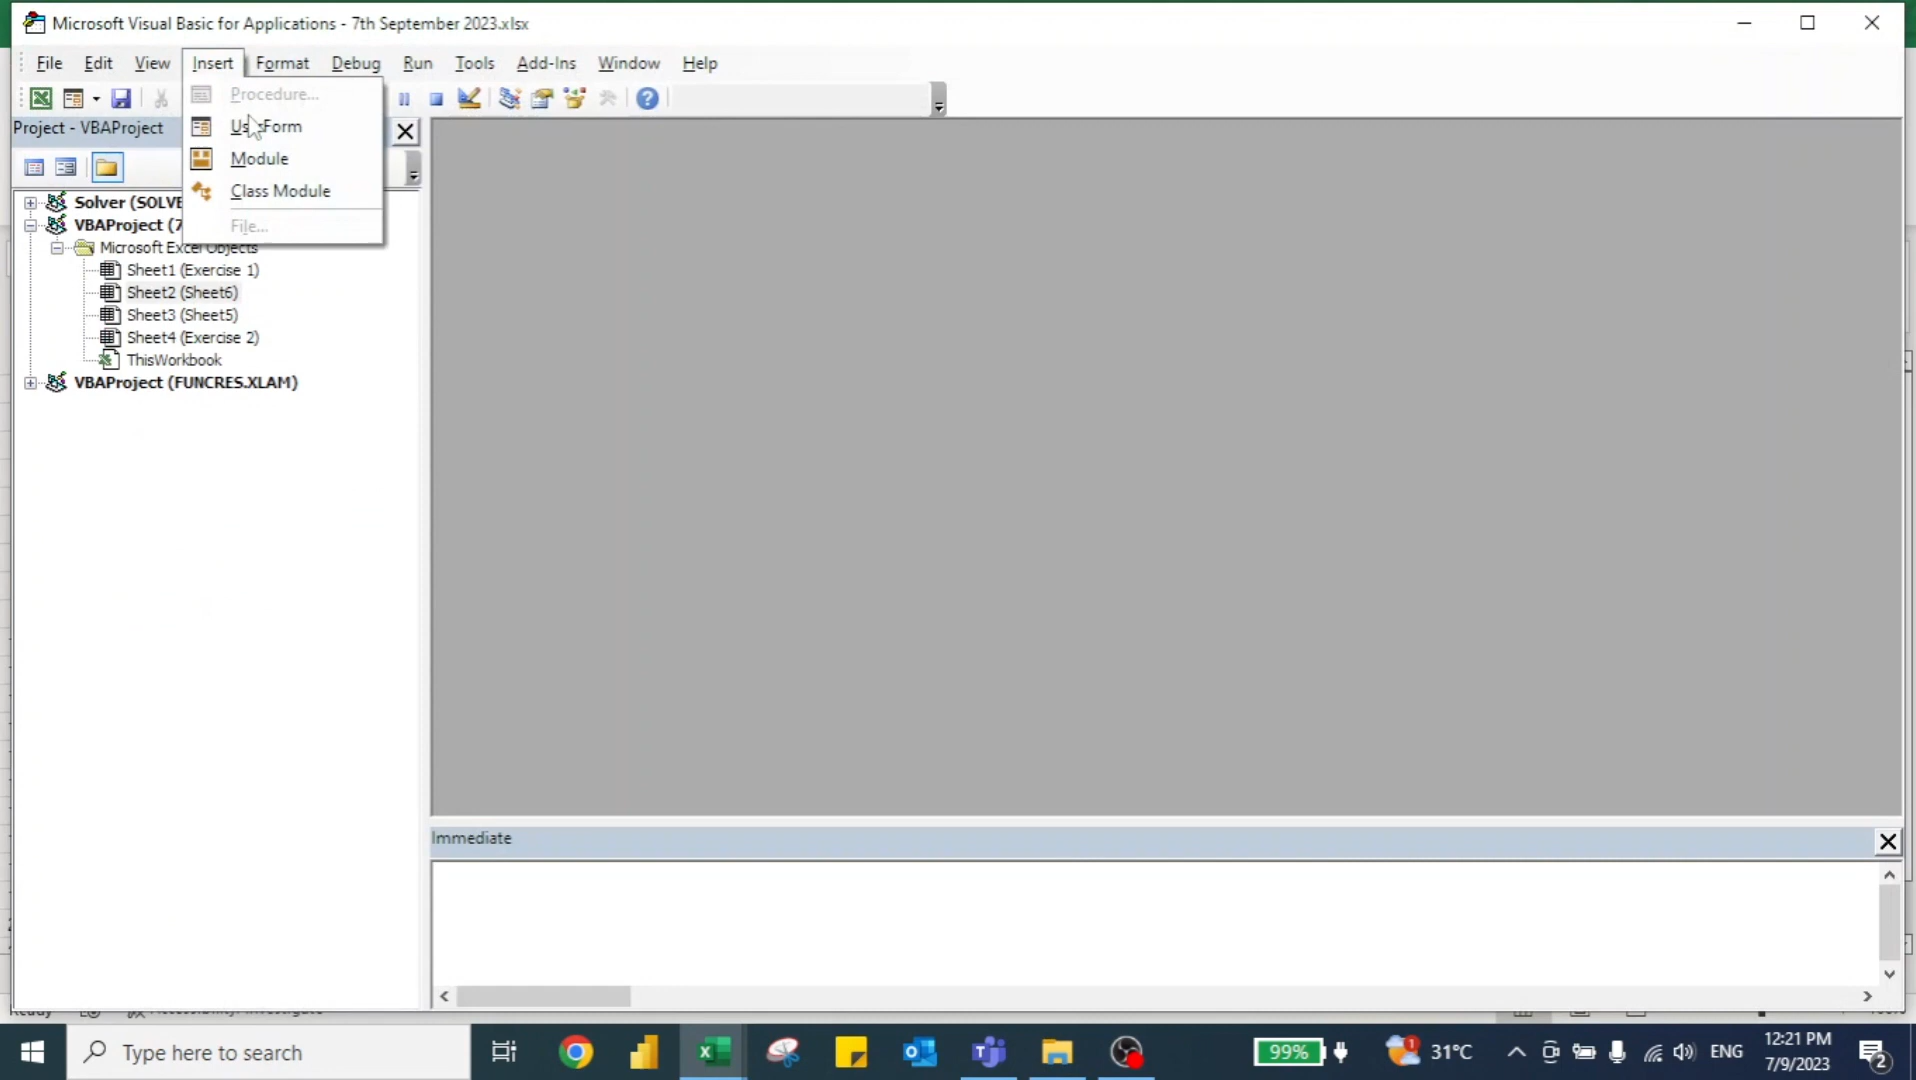 Microsoft Visual Basic for Applications - 7th September 2023.xlsx
File Edit View Insert Format Debug Run Tools Add-Ins Window Help
Procedure...
UserForm
Module
Class Module
File...
Project - VBAProject
Solver (SOLVE
VBAProject (7
Microsoft Excel Objects
Sheet1 (Exercise 1)
Sheet2 (Sheet6)
Sheet3 (Sheet5)
Sheet4 (Exercise 2)
ThisWorkbook
VBAProject (FUNCRES.XLAM)
Immediate
Type here to search
99%
1
31°C
ENG
12:21 PM
7/9/2023
2